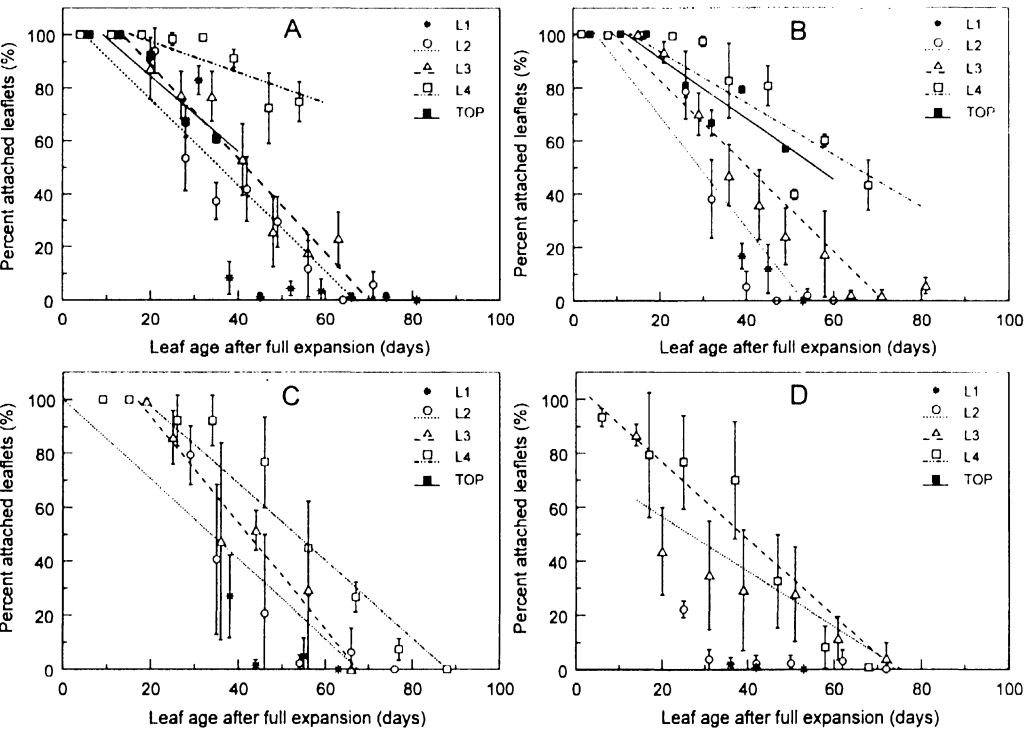 A
Percent attached leaflets (%)
100
80
60
40
20
0
L1
L2
L3
L4
TOP
0 20 40 60 80 100
Leaf age after full expansion (days)
B
Percent attached leaflets (%)
100
80
60
40
20
0
L1
L2
L3
L4
TOP
0 20 40 60 80 100
Leaf age after full expansion (days)
C
Percent attached leaflets (%)
100
80
60
40
20
0
L1
L2
L3
L4
TOP
0 20 40 60 80 100
Leaf age after full expansion (days)
D
Percent attached leaflets (%)
100
80
60
40
20
0
L1
L2
L3
L4
TOP
0 20 40 60 80 100
Leaf age after full expansion (days)